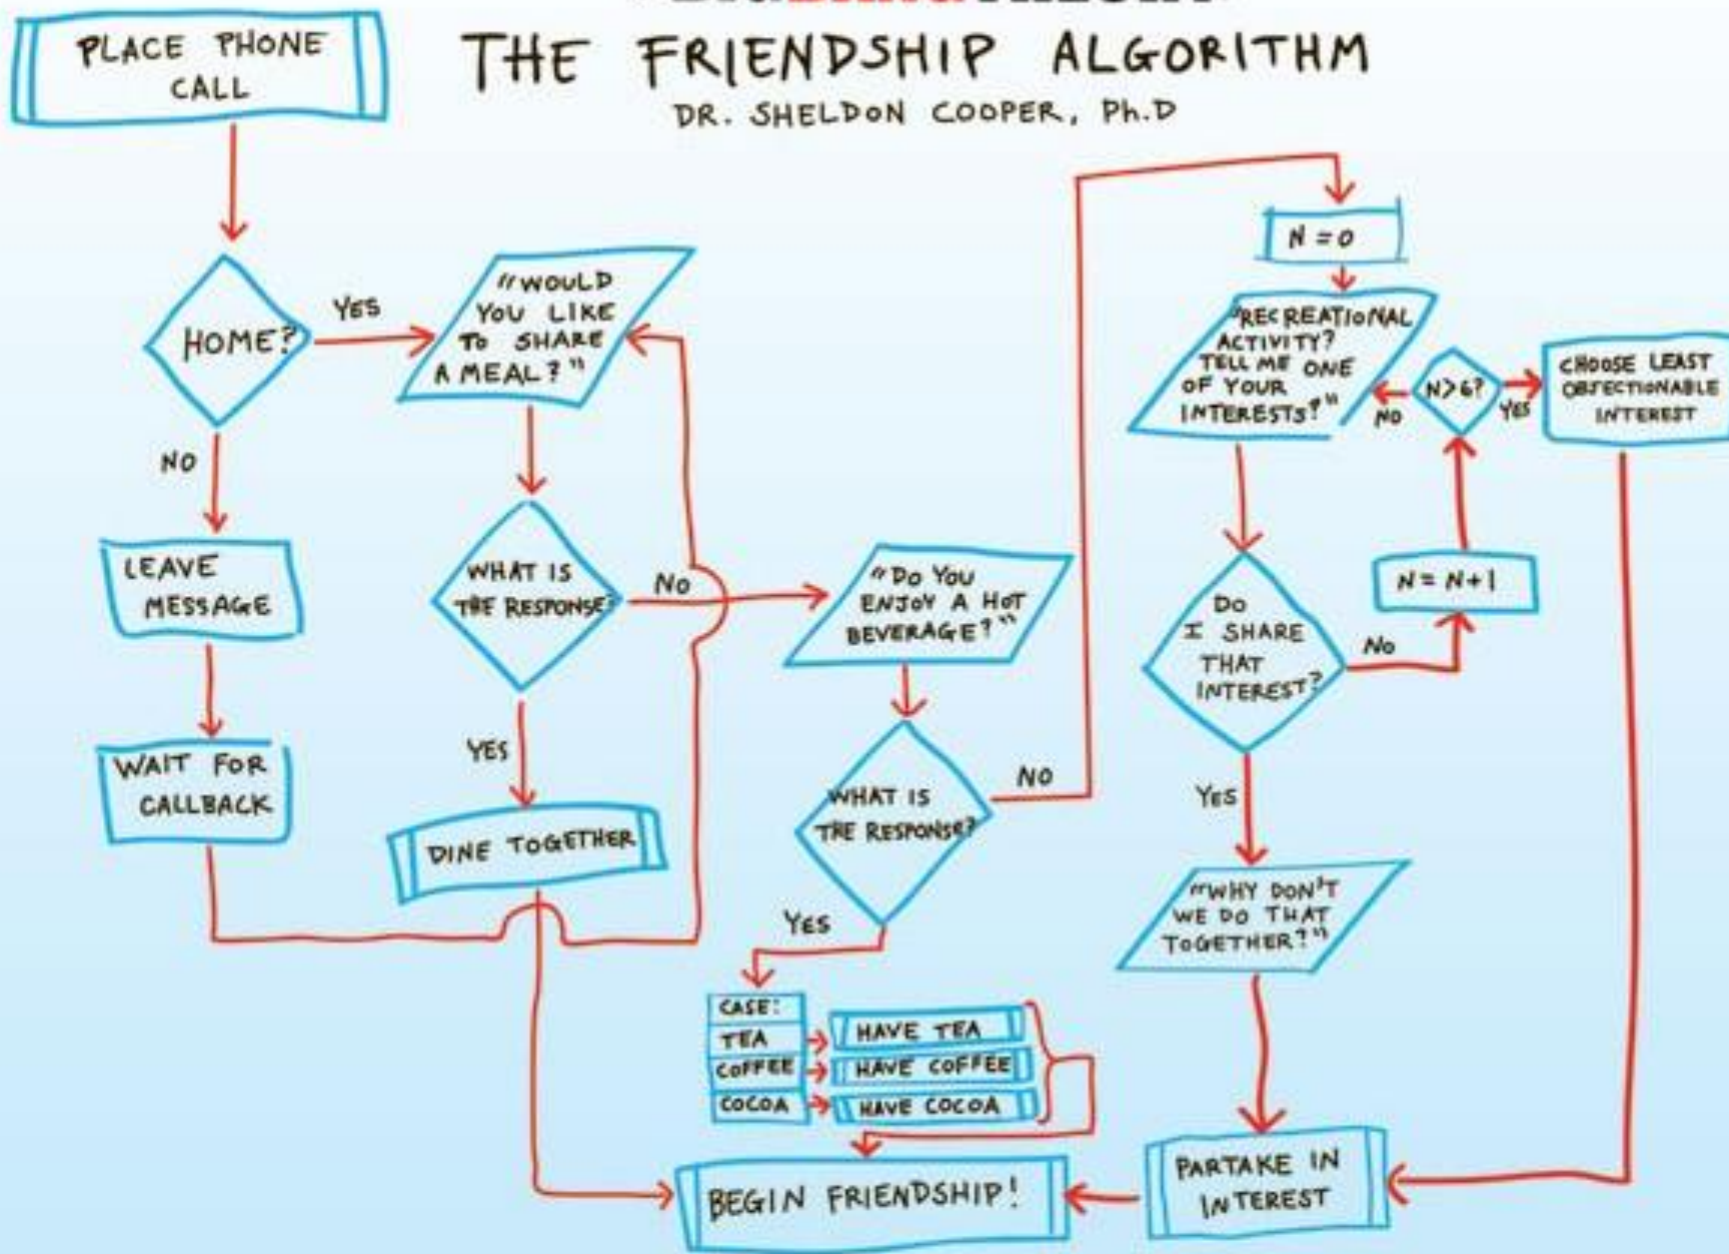 THE FRIENDSHIP ALGORITHM
DR. SHELDON COOPER, Ph.D
PLACE PHONE
CALL
HOME?
YES
NO
LEAVE
MESSAGE
WAIT FOR
CALLBACK
"WOULD
YOU LIKE
TO SHARE
A MEAL?"
WHAT IS
THE RESPONSE?
NO
YES
DINE TOGETHER
"DO YOU
ENJOY A HOT
BEVERAGE?"
WHAT IS
THE RESPONSE?
NO
YES
CASE:
TEA
HAVE TEA
COFFEE
HAVE COFFEE
COCOA
HAVE COCOA
N = 0
"RECREATIONAL
ACTIVITY?
TELL ME ONE
OF YOUR
INTERESTS?"
DO
I SHARE
THAT
INTEREST?
NO
N = N+1
N>6?
NO
YES
CHOOSE LEAST
OBJECTIONABLE
INTEREST
YES
"WHY DON'T
WE DO THAT
TOGETHER?"
PARTAKE IN
INTEREST
BEGIN FRIENDSHIP!